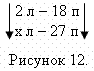 2 л – 18 п
х л – 27 п
Рисунок 12.